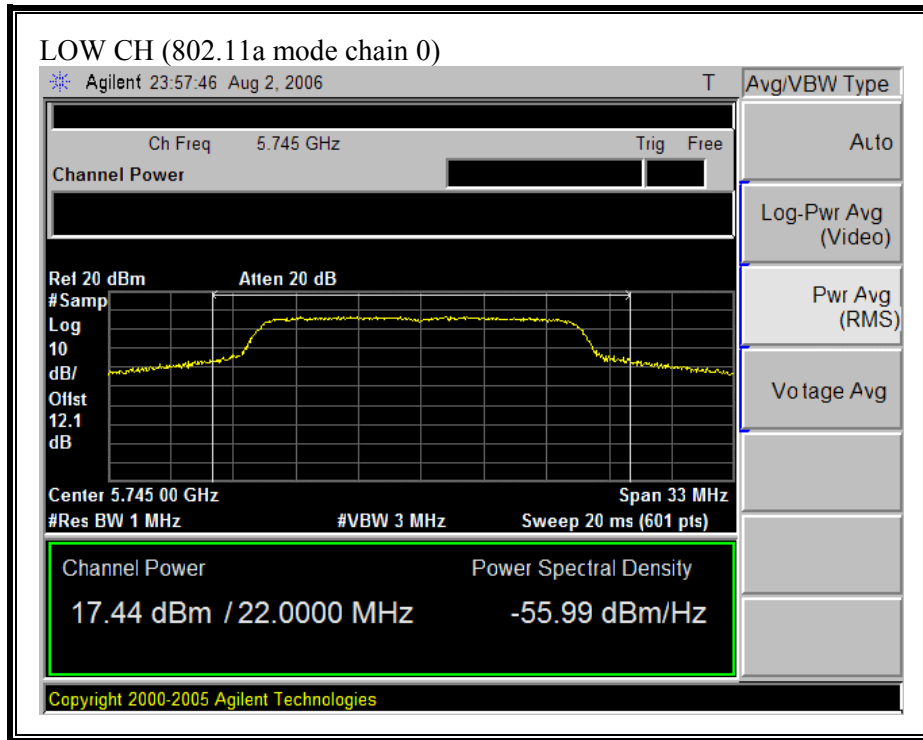 LOW CH (802.11a mode chain 0)
Agilent 23:57:46 Aug 2, 2006 T
Avg/VBW Type
Ch Freq 5.745 GHz Trig Free
Channel Power
Auto
Log-Pwr Avg
(Video)
Pwr Avg
(RMS)
Votage Avg
Ref 20 dBm Atten 20 dB
#Samp
Log
10
dB/
Offst
12.1
dB
Center 5.745 00 GHz Span 33 MHz
#Res BW 1 MHz #VBW 3 MHz Sweep 20 ms (601 pts)
Channel Power Power Spectral Density
17.44 dBm / 22.0000 MHz -55.99 dBm/Hz
Copyright 2000-2005 Agilent Technologies